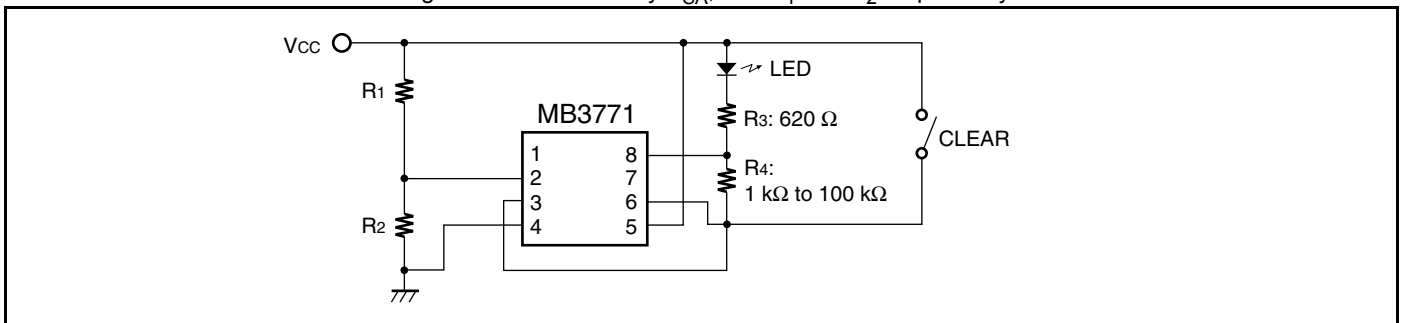 VCC
LED
R1
MB3771
R3: 620 Ω
CLEAR
1
8
R4:
2
7
1 kΩ to 100 kΩ
3
6
R2
4
5